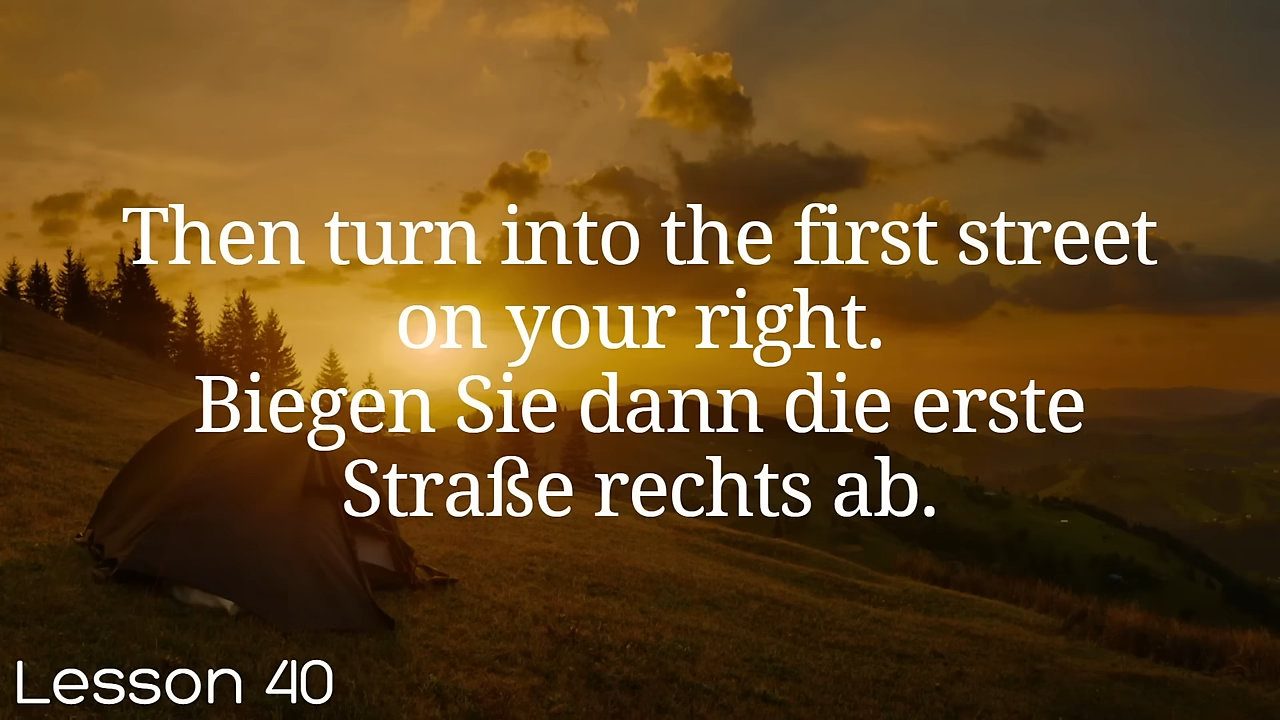 Then turn into the first street
on your right.
Biegen Sie dann die erste
Straße rechts ab.
Lesson 40